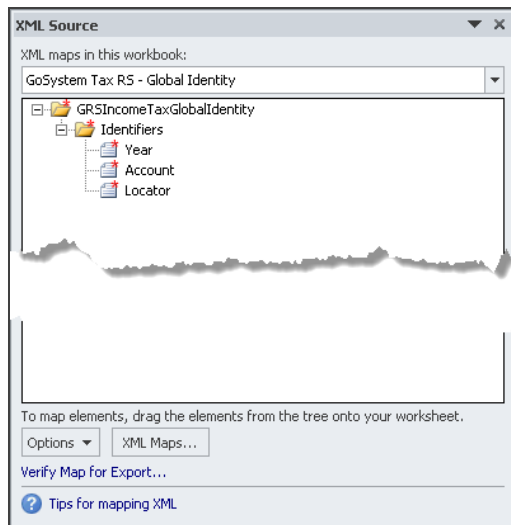 XML Source
XML maps in this workbook:
GoSystem Tax RS - Global Identity
GRSIncomeTaxGlobalIdentity
Identifiers
Year
Account
Locator
To map elements, drag the elements from the tree onto your worksheet.
Options XML Maps...
Verify Map for Export...
Tips for mapping XML